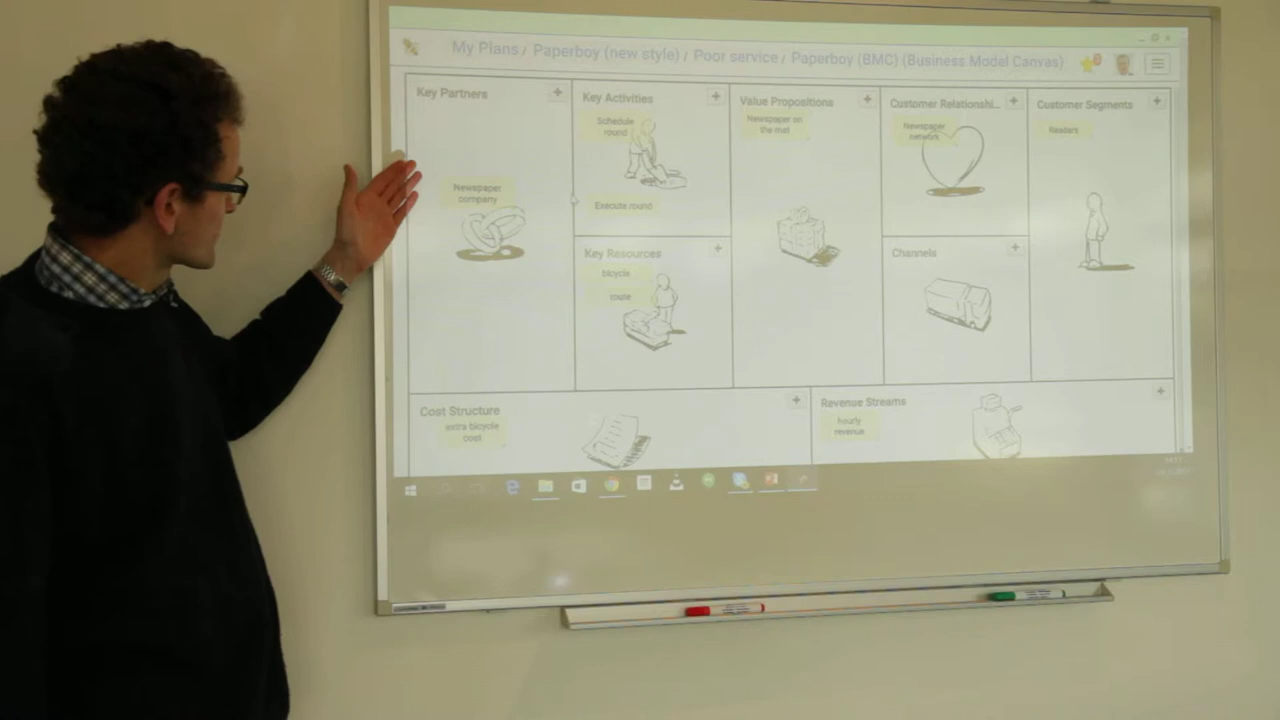 My Plans / Paperboy (new style) / Poor service / Paperboy (BMC) (Business Model Canvas)
Key Partners
Newspaper
company
Key Activities
Schedule
round
Execute round
Key Resources
bicycle
route
Value Propositions
Newspaper on
the mat
Customer Relationshi...
Newspaper
network
Channels
Customer Segments
Readers
Cost Structure
extra bicycle
cost
Revenue Streams
hourly
revenue